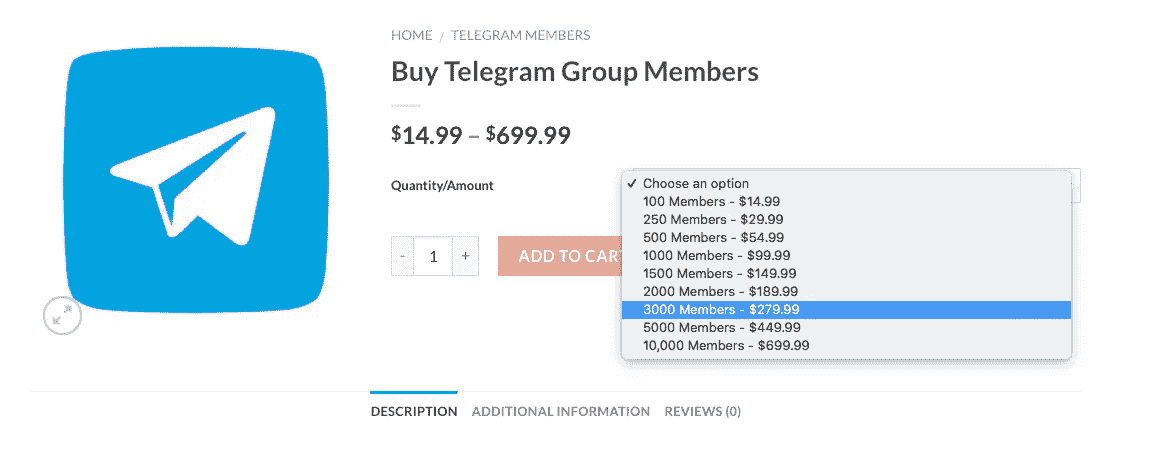 HOME / TELEGRAM MEMBERS
Buy Telegram Group Members
$14.99 – $699.99
Quantity/Amount
✓ Choose an option
100 Members - $14.99
250 Members - $29.99
500 Members - $54.99
1000 Members - $99.99
1500 Members - $149.99
2000 Members - $189.99
3000 Members - $279.99
5000 Members - $449.99
10,000 Members - $699.99
- 1 +
ADD TO CAR
DESCRIPTION ADDITIONAL INFORMATION REVIEWS (0)